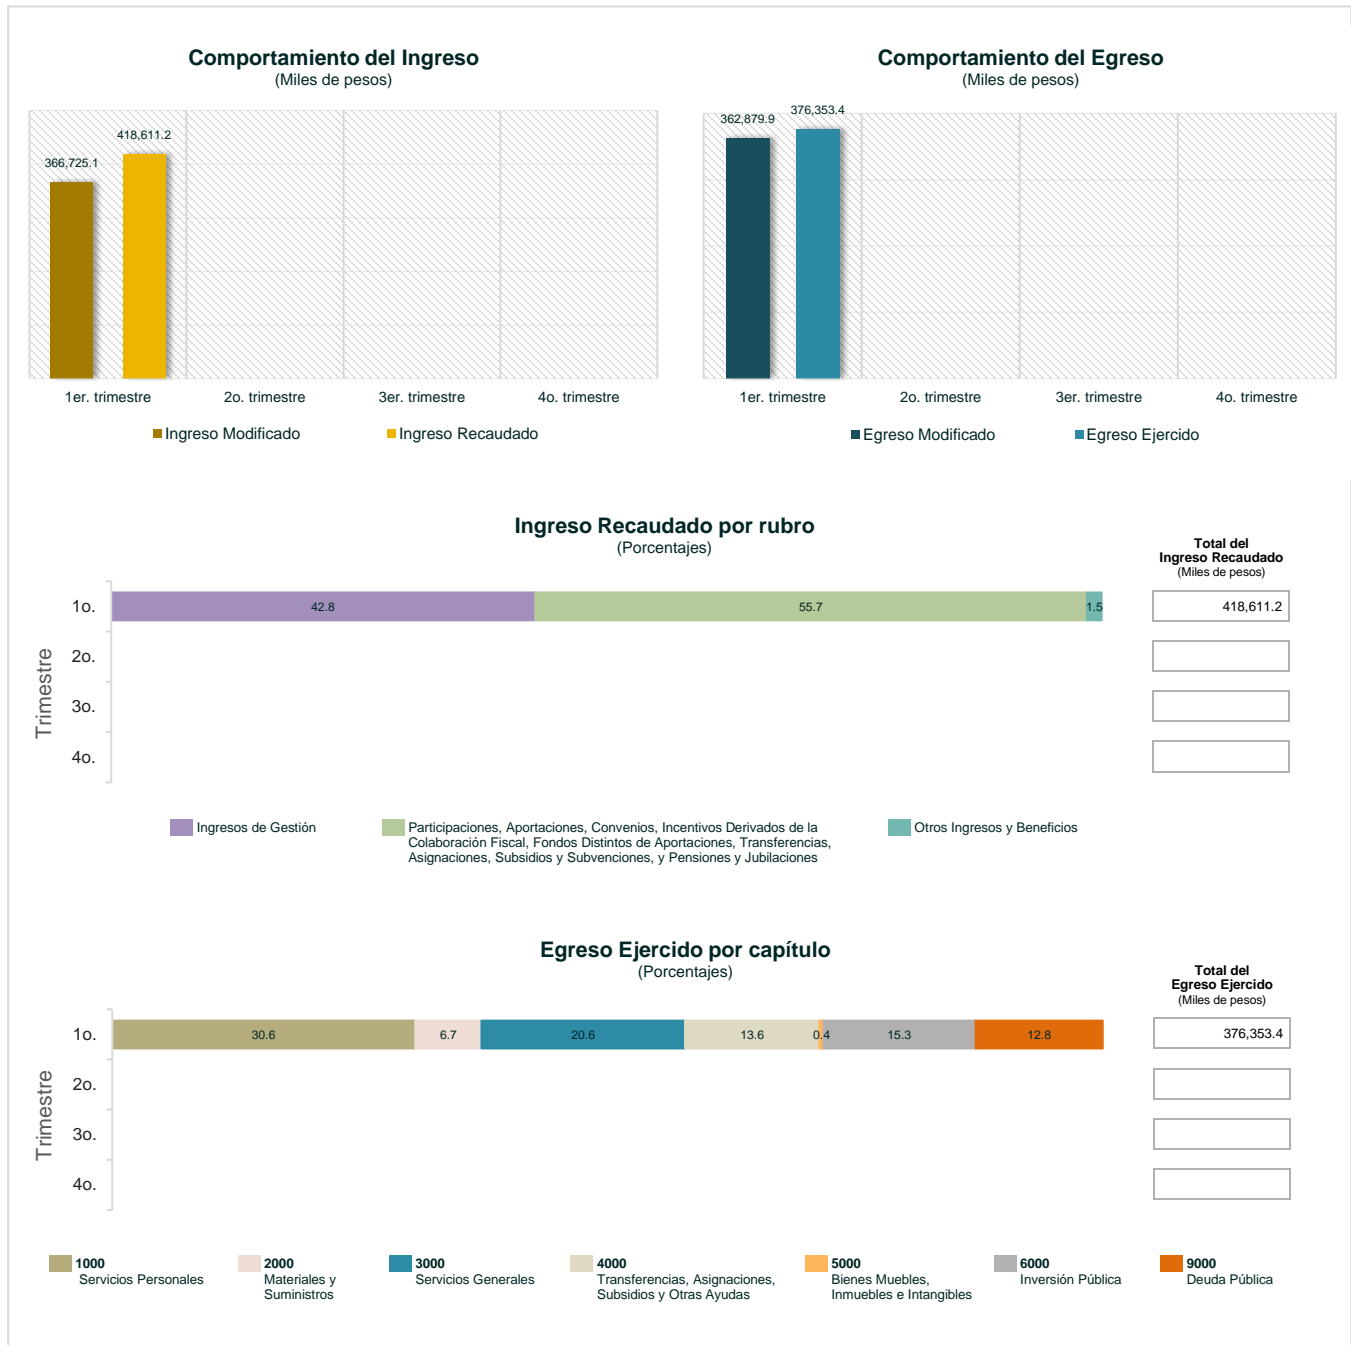 Comportamiento del Ingreso
(Miles de pesos)
366,725.1
418,611.2
1er. trimestre
2o. trimestre
3er. trimestre
4o. trimestre
Ingreso Modificado
Ingreso Recaudado
Comportamiento del Egreso
(Miles de pesos)
362,879.9
376,353.4
1er. trimestre
2o. trimestre
3er. trimestre
4o. trimestre
Egreso Modificado
Egreso Ejercido
Ingreso Recaudado por rubro
(Porcentajes)
Total del
Ingreso Recaudado
(Miles de pesos)
Trimestre
1o.
42.8
55.7
1.5
418,611.2
2o.
3o.
4o.
Ingresos de Gestión
Participaciones, Aportaciones, Convenios, Incentivos Derivados de la
Colaboración Fiscal, Fondos Distintos de Aportaciones, Transferencias,
Asignaciones, Subsidios y Subvenciones, y Pensiones y Jubilaciones
Otros Ingresos y Beneficios
Egreso Ejercido por capítulo
(Porcentajes)
Total del
Egreso Ejercido
(Miles de pesos)
Trimestre
1o.
30.6
6.7
20.6
13.6
0.4
15.3
12.8
376,353.4
2o.
3o.
4o.
1000
Servicios Personales
2000
Materiales y
Suministros
3000
Servicios Generales
4000
Transferencias, Asignaciones,
Subsidios y Otras Ayudas
5000
Bienes Muebles,
Inmuebles e Intangibles
6000
Inversión Pública
9000
Deuda Pública